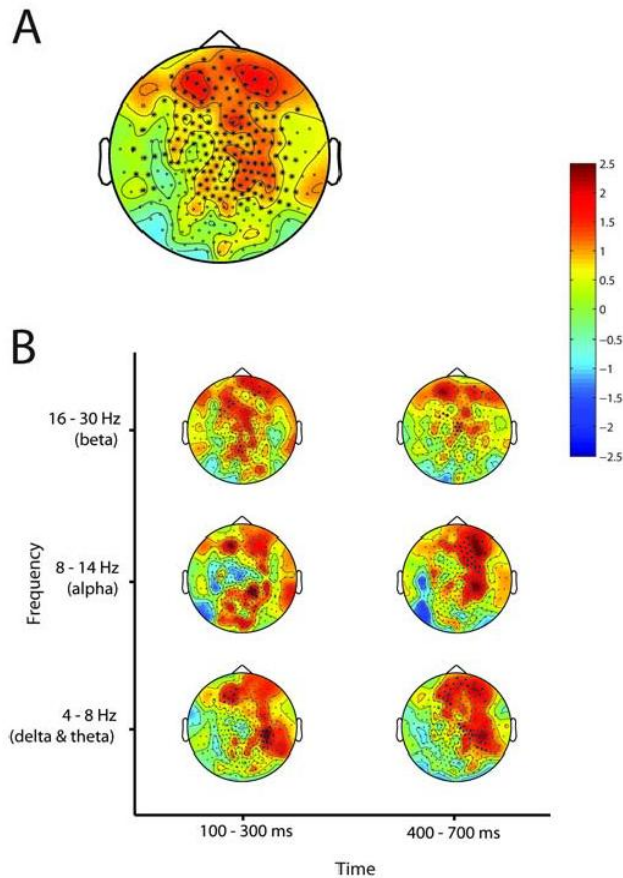 A
2.5
2
1.5
1
0.5
0
−0.5
−1
−1.5
−2
−2.5
B
16 - 30 Hz
(beta)
8 - 14 Hz
(alpha)
4 - 8 Hz
(delta & theta)
Frequency
100 - 300 ms
400 - 700 ms
Time